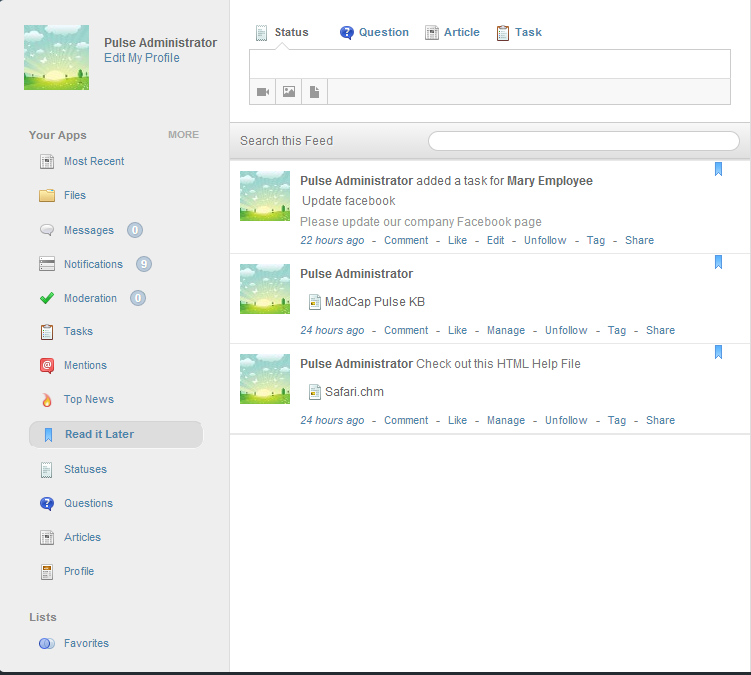 Pulse Administrator
Edit My Profile
Your Apps MORE
Most Recent
Files
Messages 0
Notifications 9
Moderation 0
Tasks
Mentions
Top News
Read it Later
Statuses
Questions
Articles
Profile
Lists
Favorites
Status Question Article Task
Search this Feed
Pulse Administrator added a task for Mary Employee
Update facebook
Please update our company Facebook page
22 hours ago - Comment - Like - Edit - Unfollow - Tag - Share
Pulse Administrator
MadCap Pulse KB
24 hours ago - Comment - Like - Manage - Unfollow - Tag - Share
Pulse Administrator Check out this HTML Help File
Safari.chm
24 hours ago - Comment - Like - Manage - Unfollow - Tag - Share